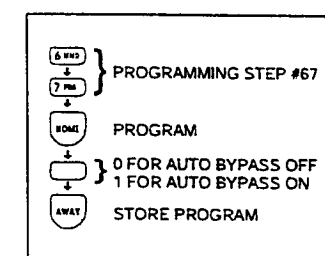 6 MNO
PROGRAMMING STEP #67
7 PRS
HOME
PROGRAM
0 FOR AUTO BYPASS OFF
1 FOR AUTO BYPASS ON
AWAY
STORE PROGRAM